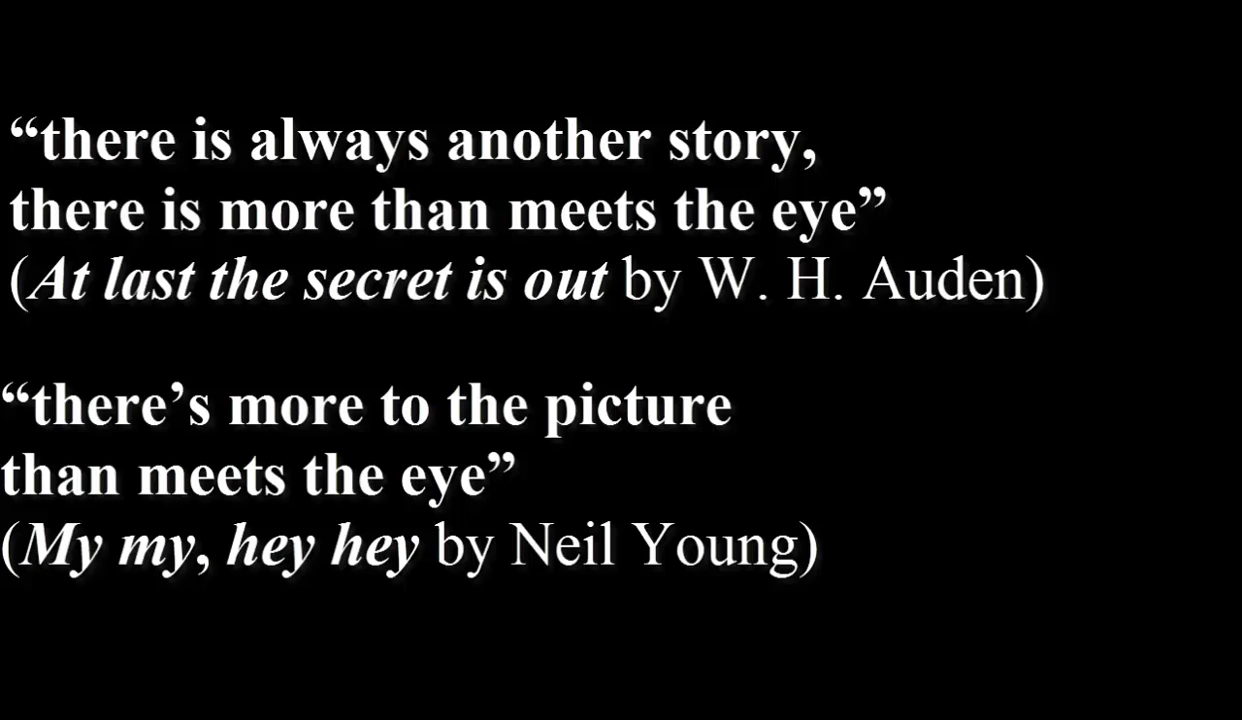 “there is always another story,
there is more than meets the eye”
(At last the secret is out by W. H. Auden)
“there’s more to the picture
than meets the eye”
(My my, hey hey by Neil Young)